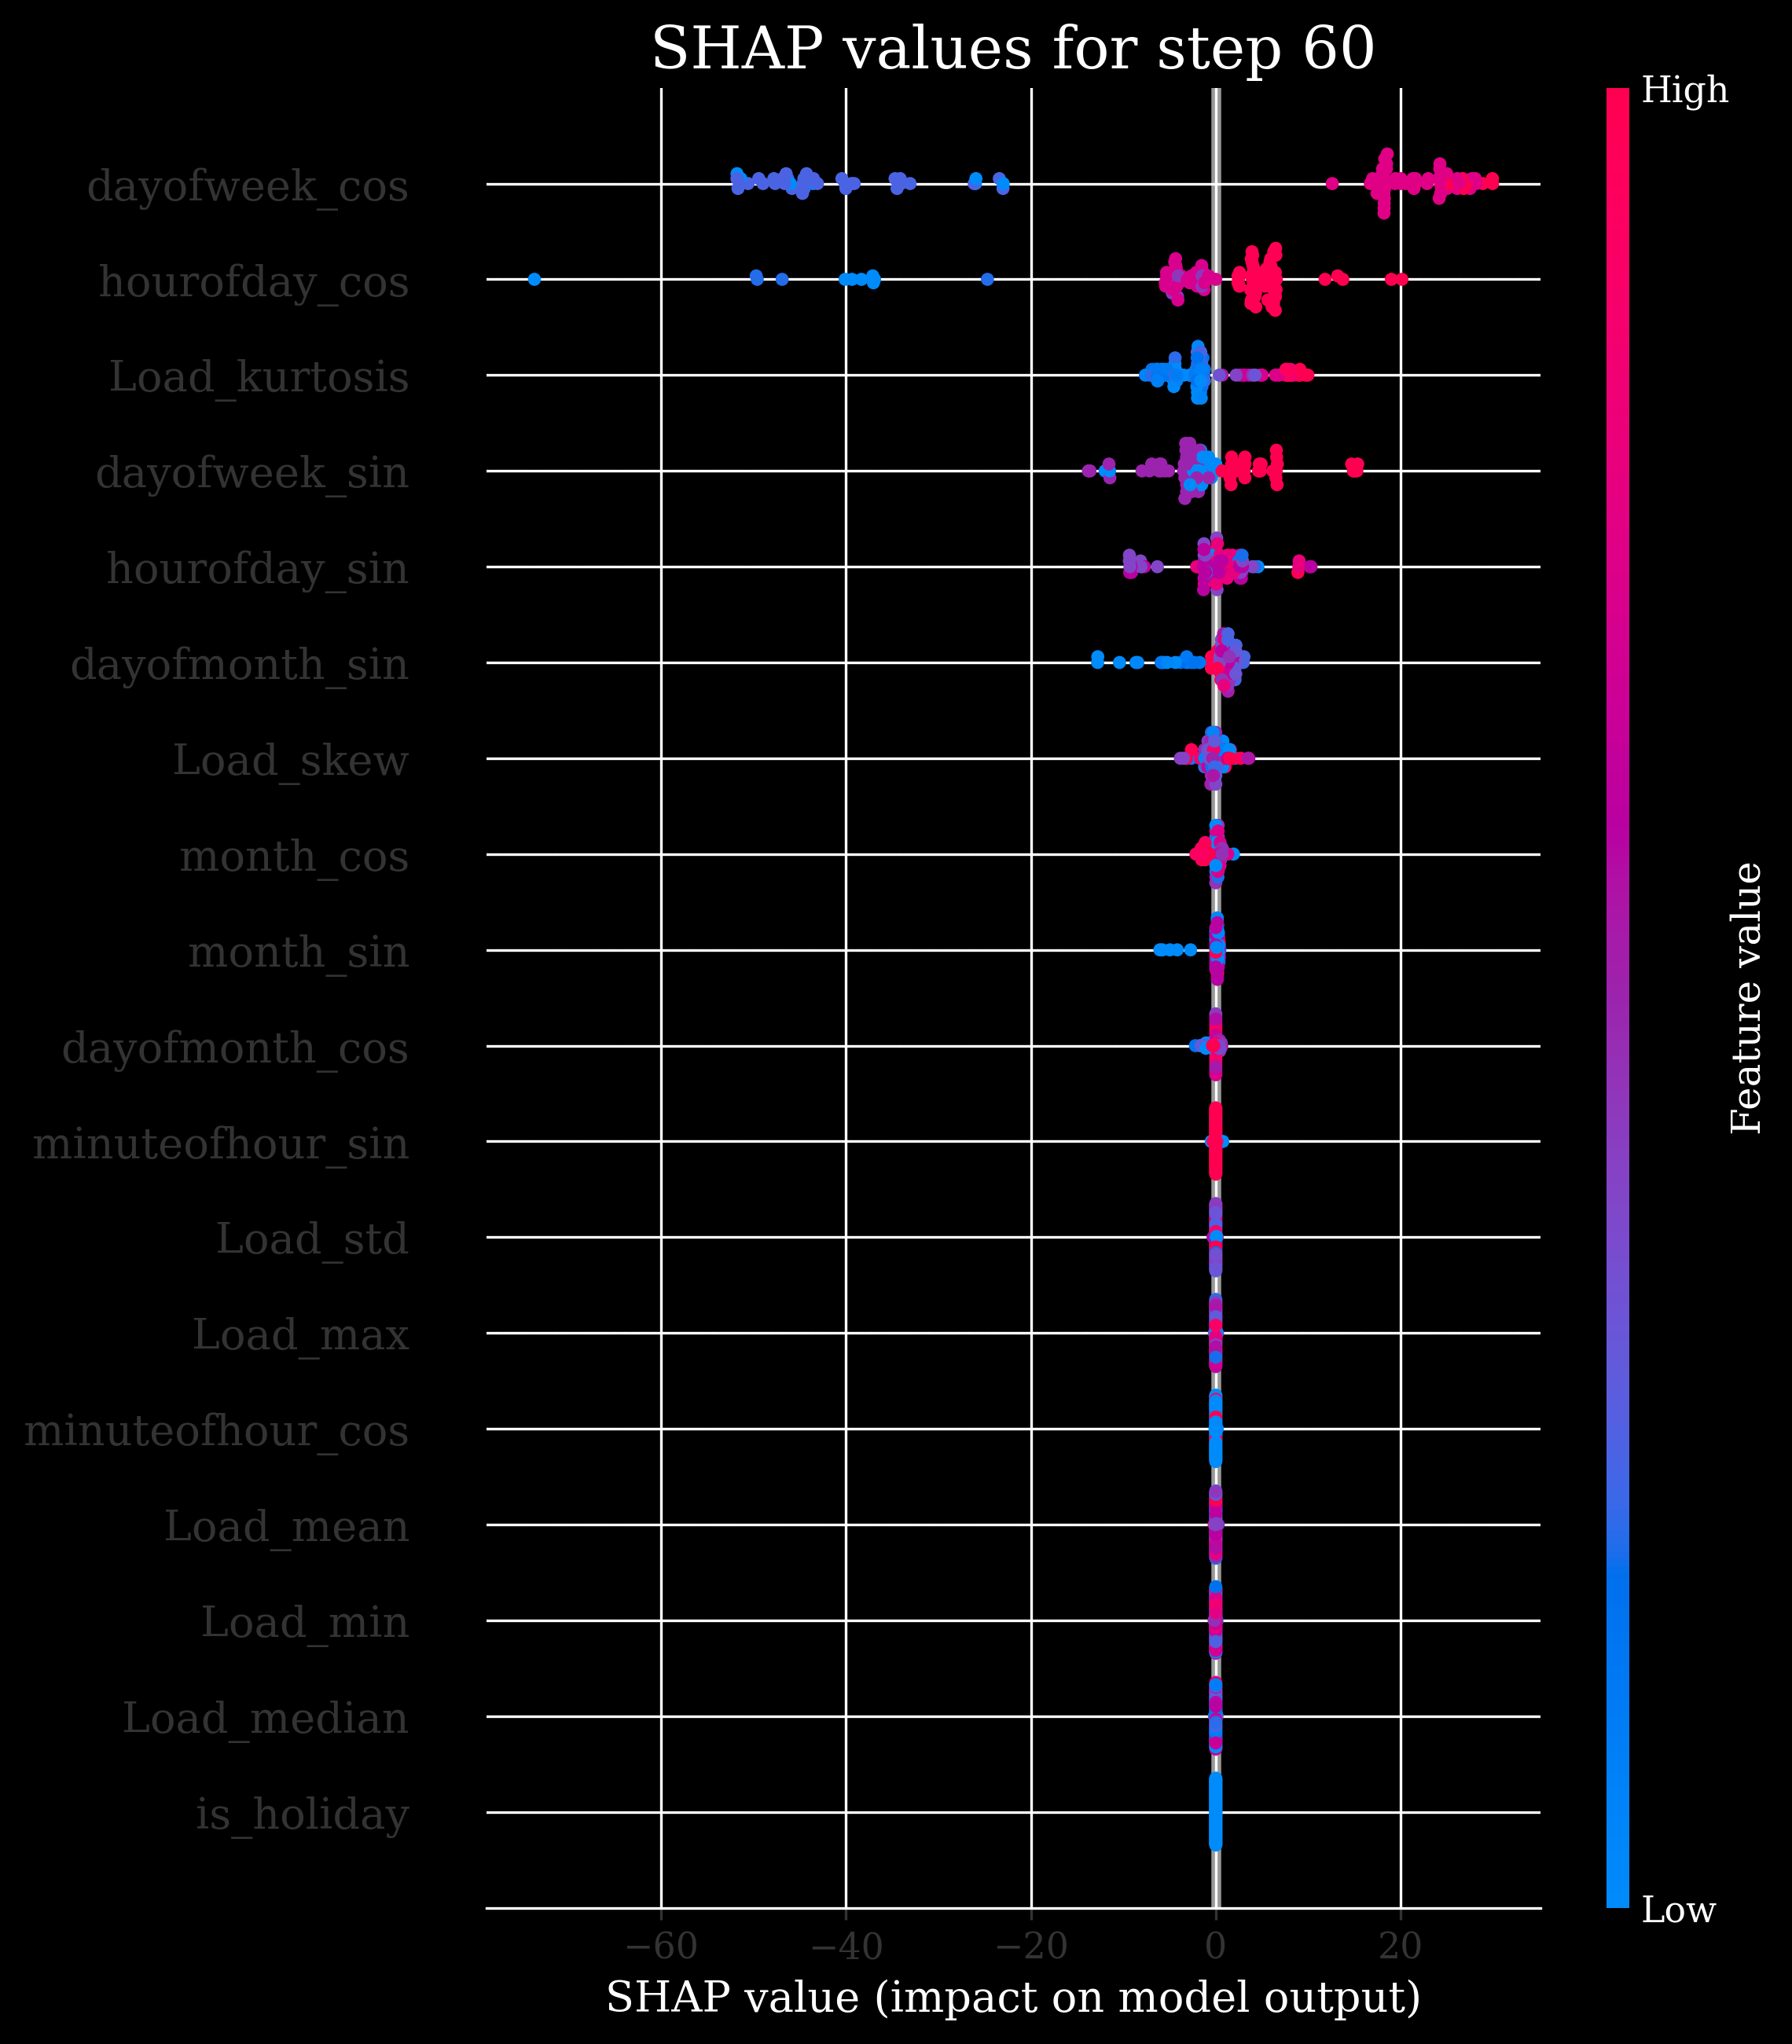 SHAP values for step 60
High
dayofweek_cos
hourofday_cos
Load_kurtosis
dayofweek_sin
hourofday_sin
dayofmonth_sin
Load_skew
month_cos
month_sin
dayofmonth_cos
minuteofhour_sin
Load_std
Load_max
minuteofhour_cos
Load_mean
Load_min
Load_median
is_holiday
Feature value
Low
−60 −40 −20 0 20
SHAP value (impact on model output)